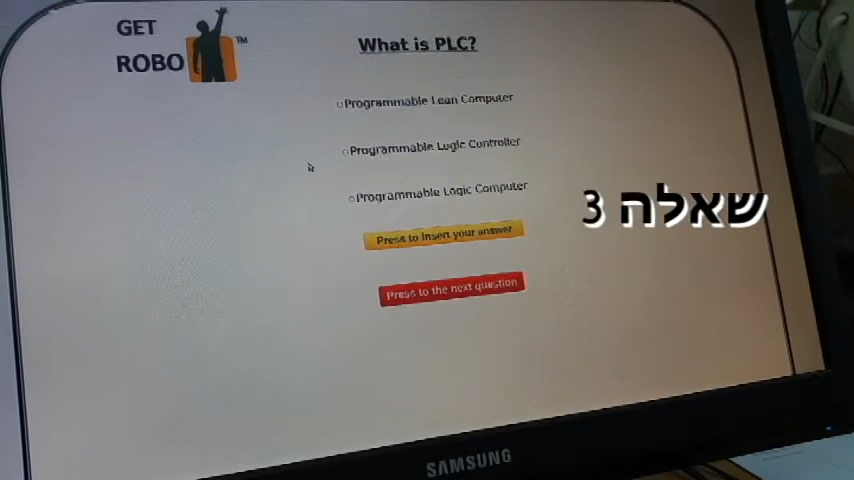 GET
ROBO
TM
What is PLC?
Programmable Lean Computer
Programmable Logic Controller
Programmable Logic Computer
שאלה 3
Press to insert your answer
Press to the next question
SAMSUNG